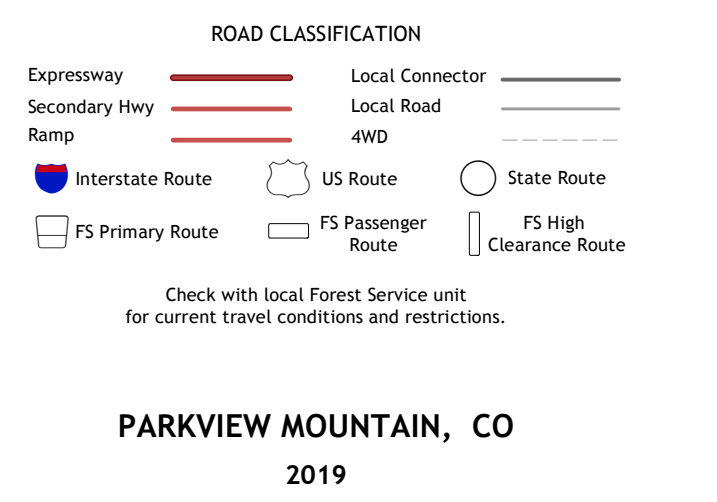 ROAD CLASSIFICATION
Expressway
Local Connector
Secondary Hwy
Local Road
Ramp
4WD
Interstate Route
US Route
State Route
FS Primary Route
FS Passenger
Route
FS High
Clearance Route
Check with local Forest Service unit
for current travel conditions and restrictions.
PARKVIEW MOUNTAIN, CO
2019